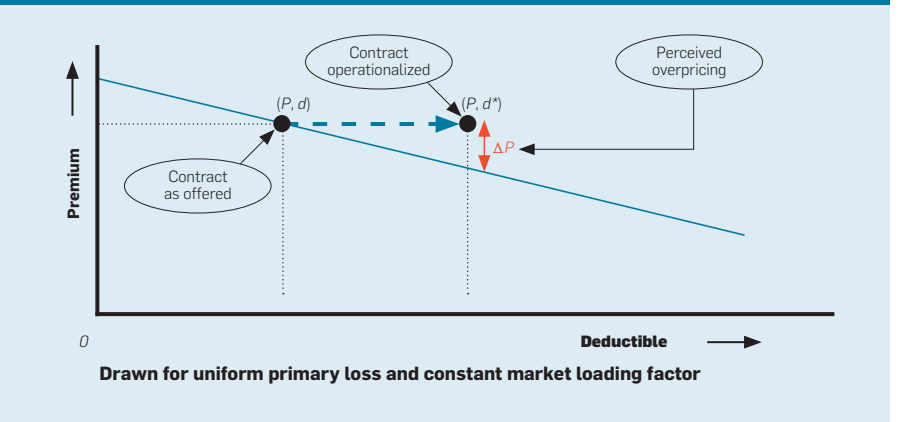 Contract
operationalized
Perceived
overpricing
(P, d)
(P, d*)
ΔP
Contract
as offered
Premium
0
Deductible
Drawn for uniform primary loss and constant market loading factor